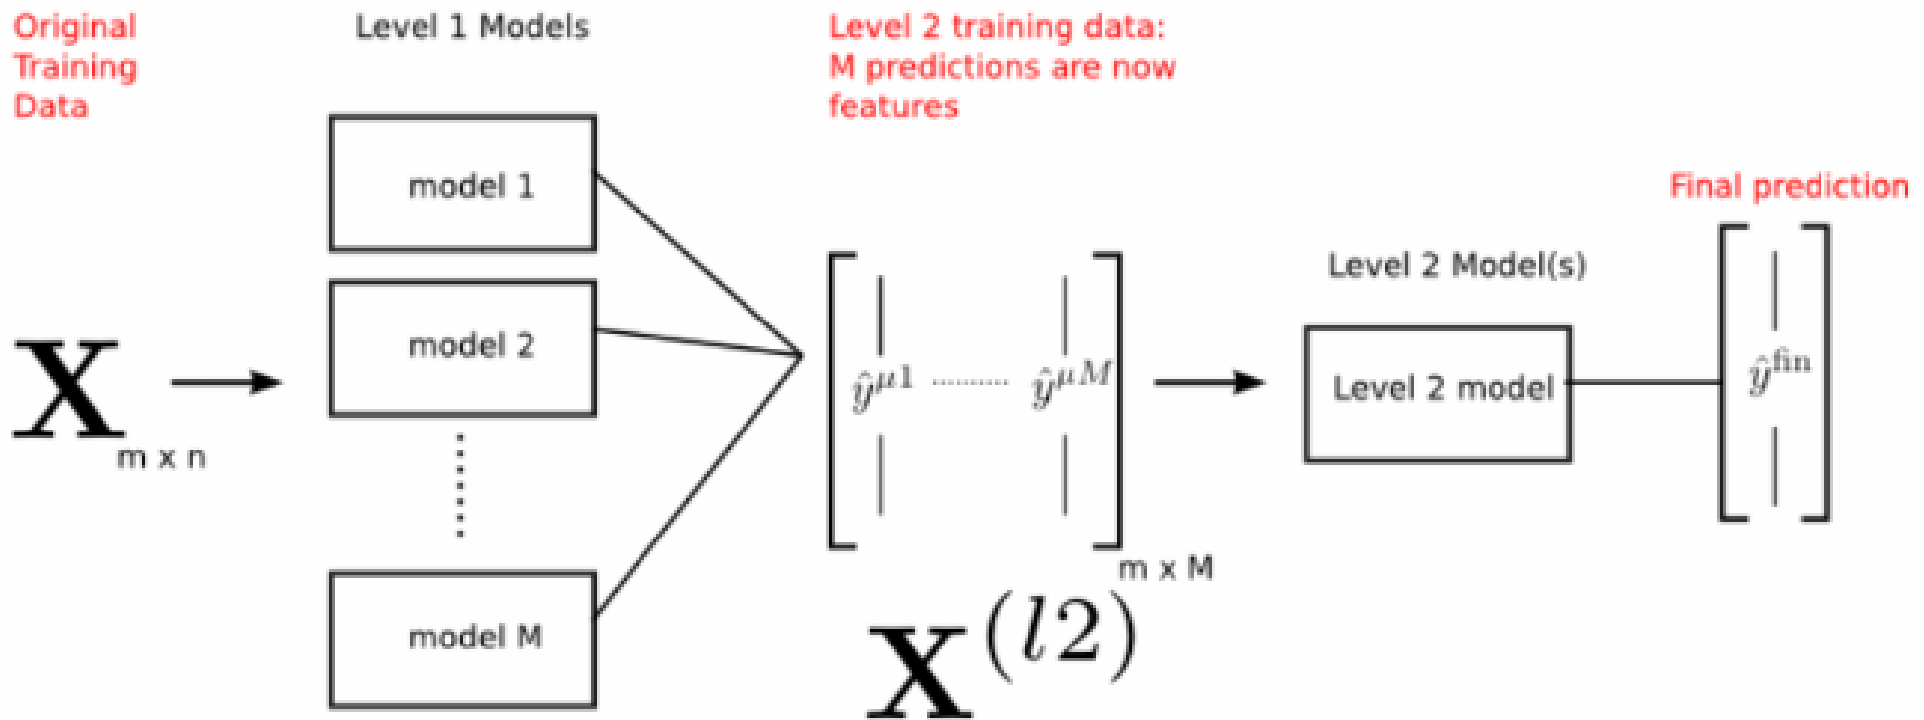 Original
Training
Data
Level 1 Models
Level 2 training data:
M predictions are now
features
model 1
model 2
model M
X
m x n
ŷ^μ1 ·········· ŷ^μM
m x M
X^(l2)
Level 2 Model(s)
Level 2 model
Final prediction
ŷ^fin